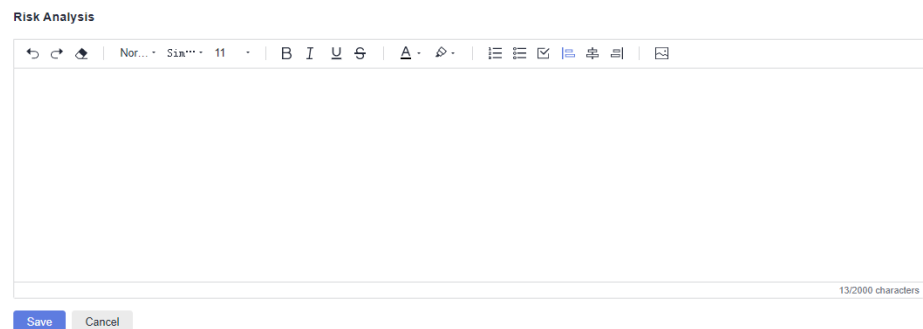 Risk Analysis
Nor... Sim··· 11 B I U S A
13/2000 characters
Save Cancel